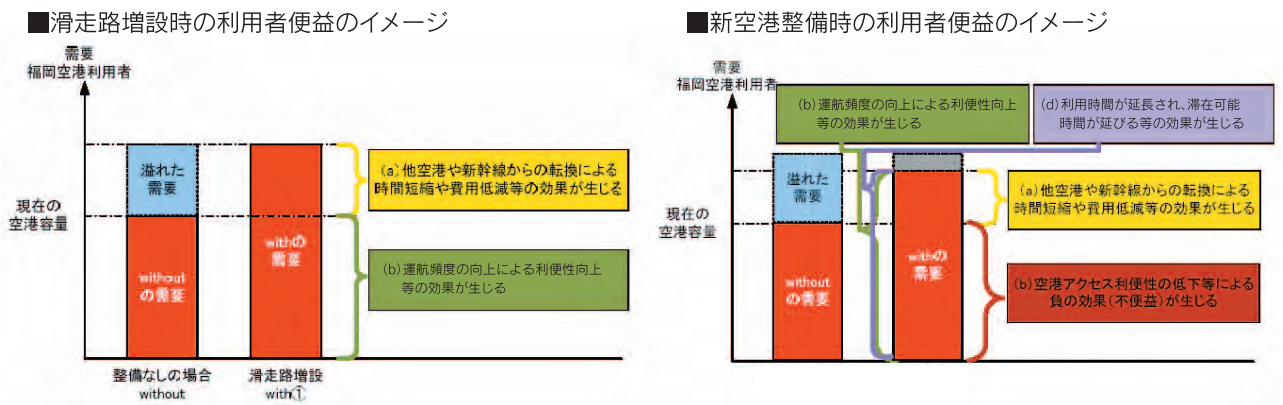 ■滑走路増設時の利用者便益のイメージ
需要
福岡空港利用者
現在の
空港容量
溢れた
需要
without
の需要
withの
需要
(a)他空港や新幹線からの転換による
時間短縮や費用低減等の効果が生じる
(b)運航頻度の向上による利便性向上
等の効果が生じる
整備なしの場合
without
滑走路増設
with①
■新空港整備時の利用者便益のイメージ
需要
福岡空港利用者
(b)運航頻度の向上による利便性向上
等の効果が生じる
(d)利用時間が延長され、滞在可能
時間が延びる等の効果が生じる
現在の
空港容量
溢れた
需要
without
の需要
withの
需要
(a)他空港や新幹線からの転換による
時間短縮や費用低減等の効果が生じる
(b)空港アクセス利便性の低下等による
負の効果(不便益)が生じる